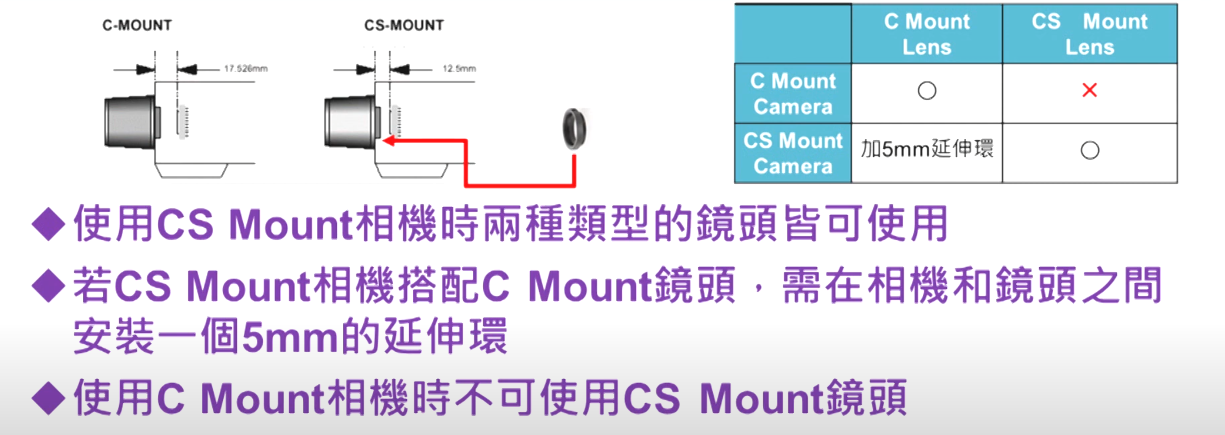 C-MOUNT
17.526mm
CS-MOUNT
12.5mm
C Mount Lens
CS Mount Lens
C Mount Camera
○
×
CS Mount Camera
加5mm延伸環
○
◆使用CS Mount相機時兩種類型的鏡頭皆可使用
◆若CS Mount相機搭配C Mount鏡頭，需在相機和鏡頭之間
安裝一個5mm的延伸環
◆使用C Mount相機時不可使用CS Mount鏡頭